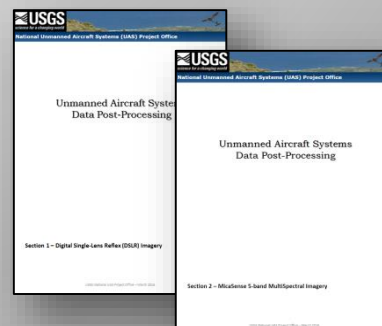 USGS
science for a changing world
National Unmanned Aircraft Systems (UAS) Project Office
Unmanned Aircraft Syste
Data Post-Processing
Section 1 – Digital Single-Lens Reflex (DSLR) Imagery
USGS
science for a changing world
National Unmanned Aircraft Systems (UAS) Project Office
Unmanned Aircraft Systems
Data Post-Processing
Section 2 – MicaSense 5-band MultiSpectral Imagery